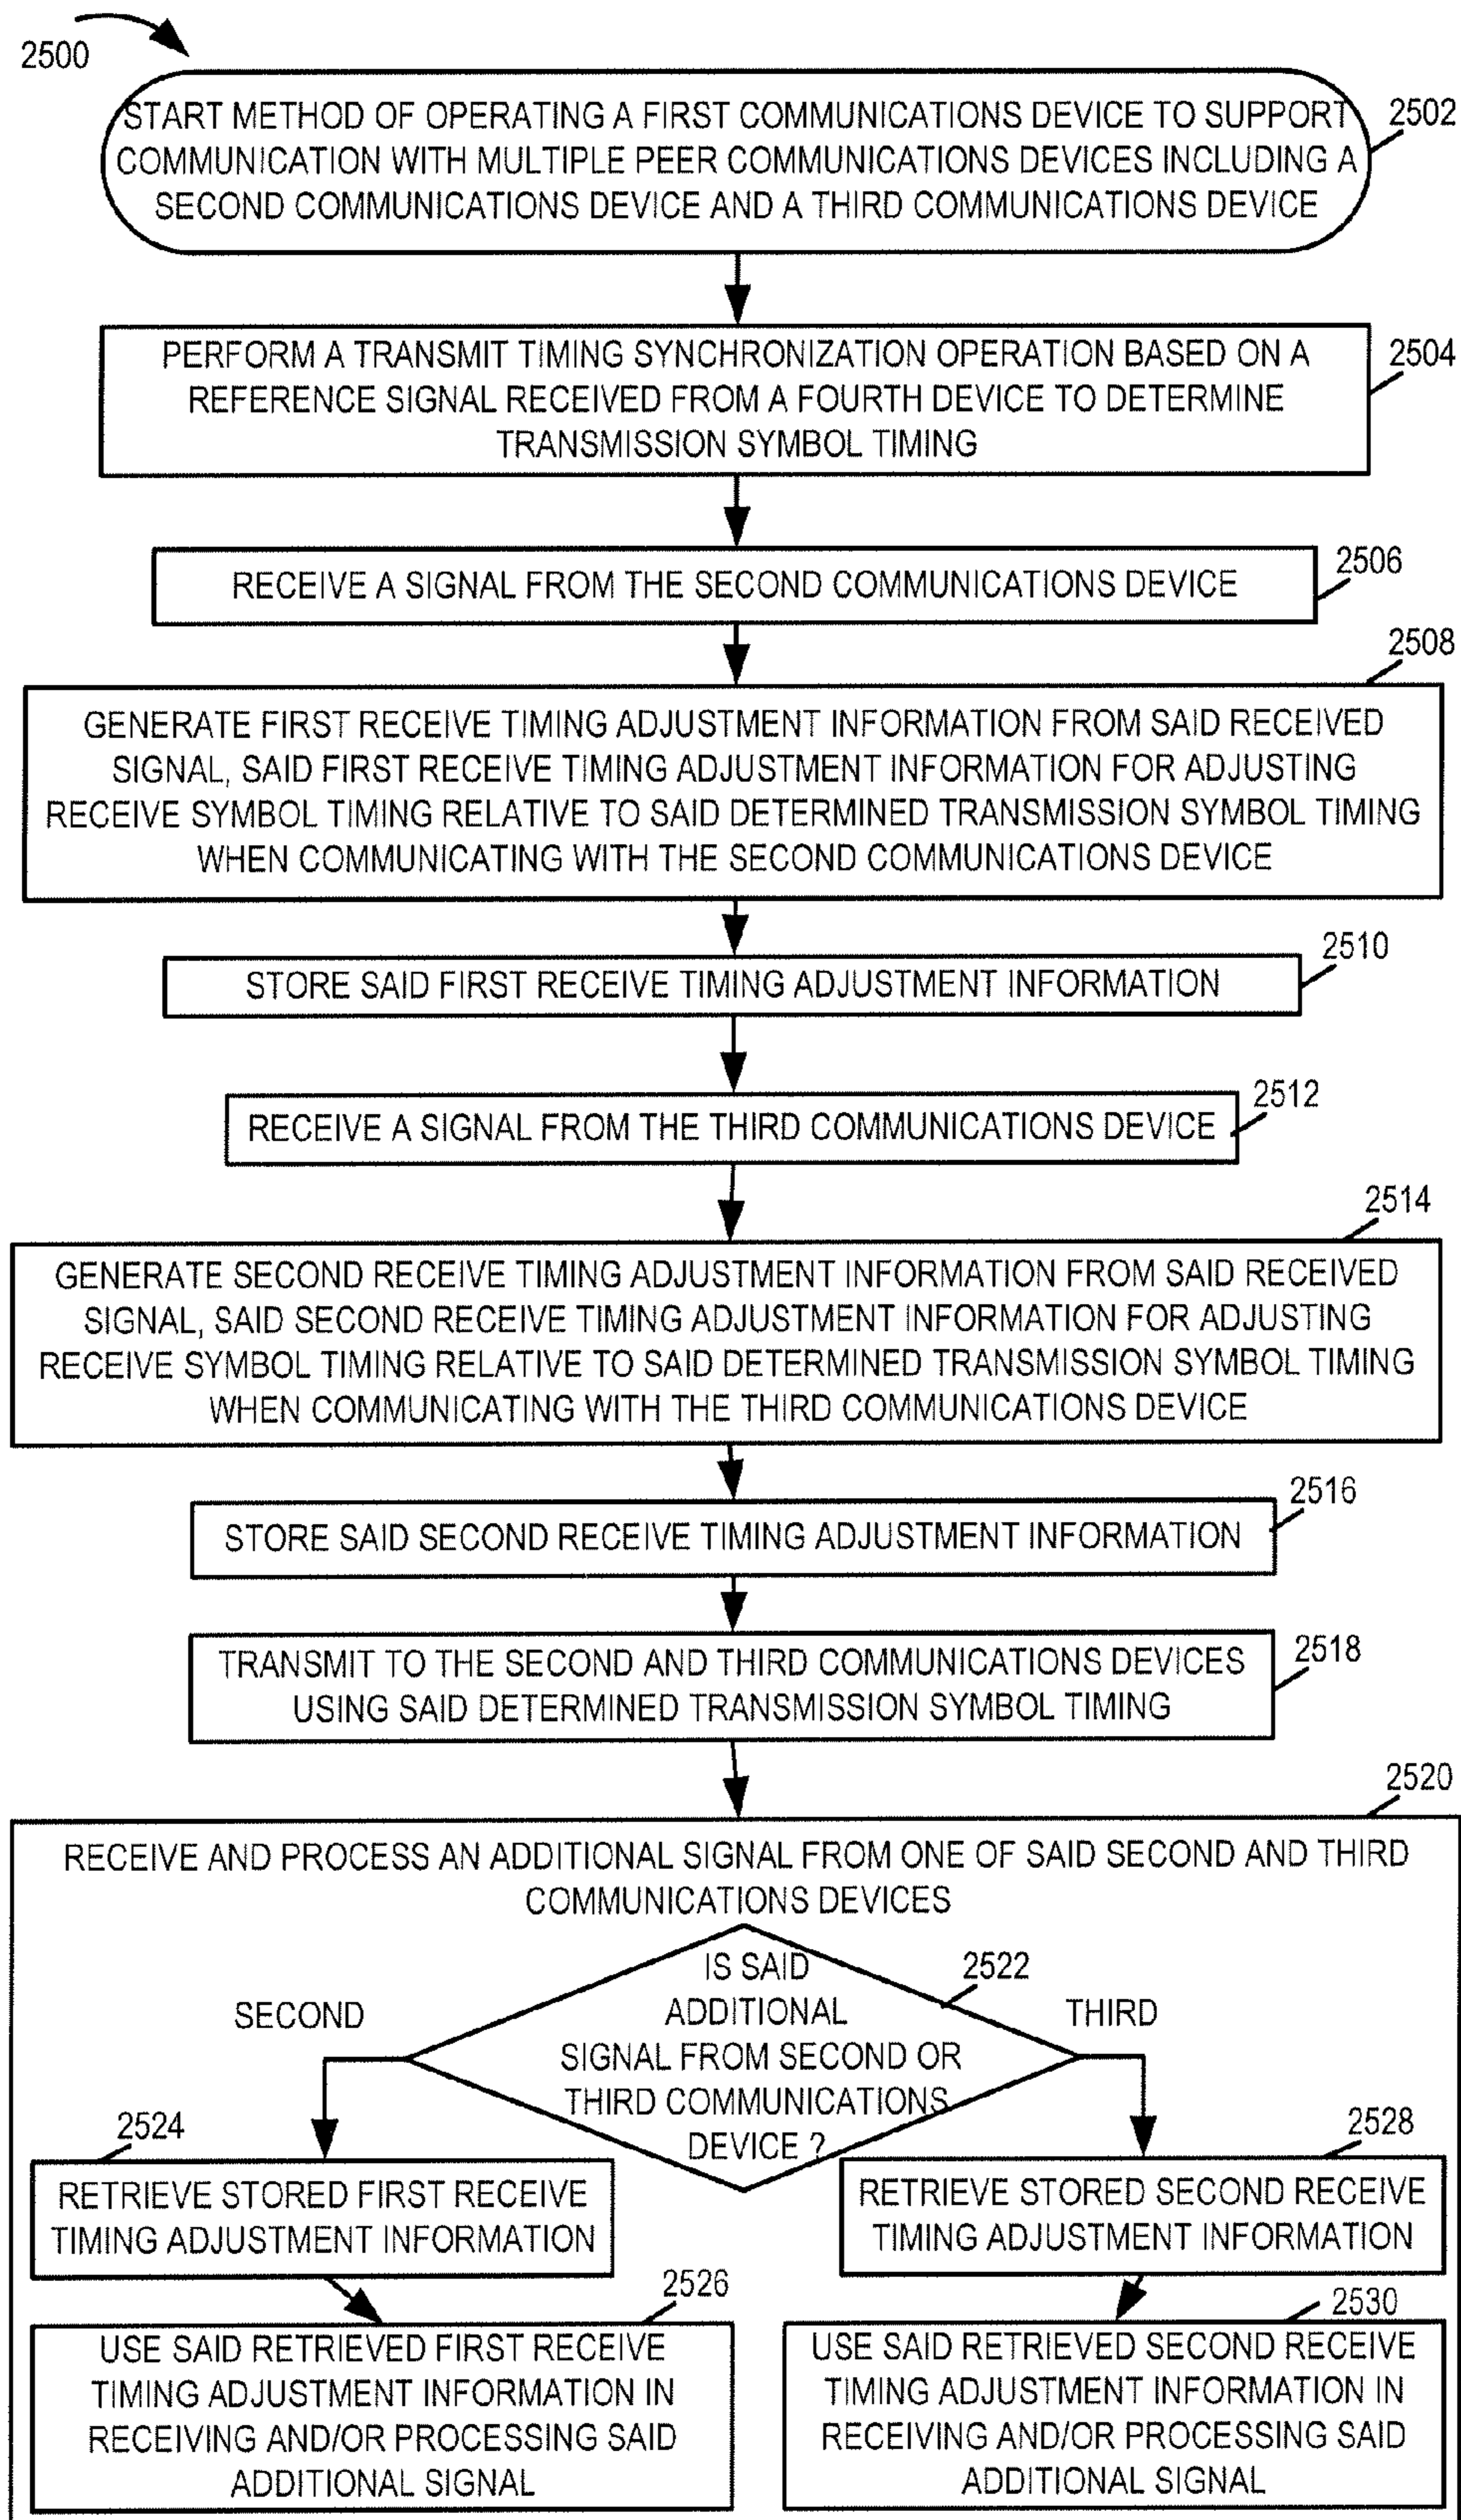 2500
START METHOD OF OPERATING A FIRST COMMUNICATIONS DEVICE TO SUPPORT
COMMUNICATION WITH MULTIPLE PEER COMMUNICATIONS DEVICES INCLUDING A
SECOND COMMUNICATIONS DEVICE AND A THIRD COMMUNICATIONS DEVICE
2502
PERFORM A TRANSMIT TIMING SYNCHRONIZATION OPERATION BASED ON A
REFERENCE SIGNAL RECEIVED FROM A FOURTH DEVICE TO DETERMINE
TRANSMISSION SYMBOL TIMING
2504
RECEIVE A SIGNAL FROM THE SECOND COMMUNICATIONS DEVICE
2506
2508
GENERATE FIRST RECEIVE TIMING ADJUSTMENT INFORMATION FROM SAID RECEIVED
SIGNAL, SAID FIRST RECEIVE TIMING ADJUSTMENT INFORMATION FOR ADJUSTING
RECEIVE SYMBOL TIMING RELATIVE TO SAID DETERMINED TRANSMISSION SYMBOL TIMING
WHEN COMMUNICATING WITH THE SECOND COMMUNICATIONS DEVICE
2510
STORE SAID FIRST RECEIVE TIMING ADJUSTMENT INFORMATION
2512
RECEIVE A SIGNAL FROM THE THIRD COMMUNICATIONS DEVICE
2514
GENERATE SECOND RECEIVE TIMING ADJUSTMENT INFORMATION FROM SAID RECEIVED
SIGNAL, SAID SECOND RECEIVE TIMING ADJUSTMENT INFORMATION FOR ADJUSTING
RECEIVE SYMBOL TIMING RELATIVE TO SAID DETERMINED TRANSMISSION SYMBOL TIMING
WHEN COMMUNICATING WITH THE THIRD COMMUNICATIONS DEVICE
2516
STORE SAID SECOND RECEIVE TIMING ADJUSTMENT INFORMATION
2518
TRANSMIT TO THE SECOND AND THIRD COMMUNICATIONS DEVICES
USING SAID DETERMINED TRANSMISSION SYMBOL TIMING
2520
RECEIVE AND PROCESS AN ADDITIONAL SIGNAL FROM ONE OF SAID SECOND AND THIRD
COMMUNICATIONS DEVICES
IS SAID
ADDITIONAL
SIGNAL FROM SECOND OR
THIRD COMMUNICATIONS
DEVICE ?
2522
SECOND
THIRD
2524
RETRIEVE STORED FIRST RECEIVE
TIMING ADJUSTMENT INFORMATION
2528
RETRIEVE STORED SECOND RECEIVE
TIMING ADJUSTMENT INFORMATION
2526
USE SAID RETRIEVED FIRST RECEIVE
TIMING ADJUSTMENT INFORMATION IN
RECEIVING AND/OR PROCESSING SAID
ADDITIONAL SIGNAL
2530
USE SAID RETRIEVED SECOND RECEIVE
TIMING ADJUSTMENT INFORMATION IN
RECEIVING AND/OR PROCESSING SAID
ADDITIONAL SIGNAL